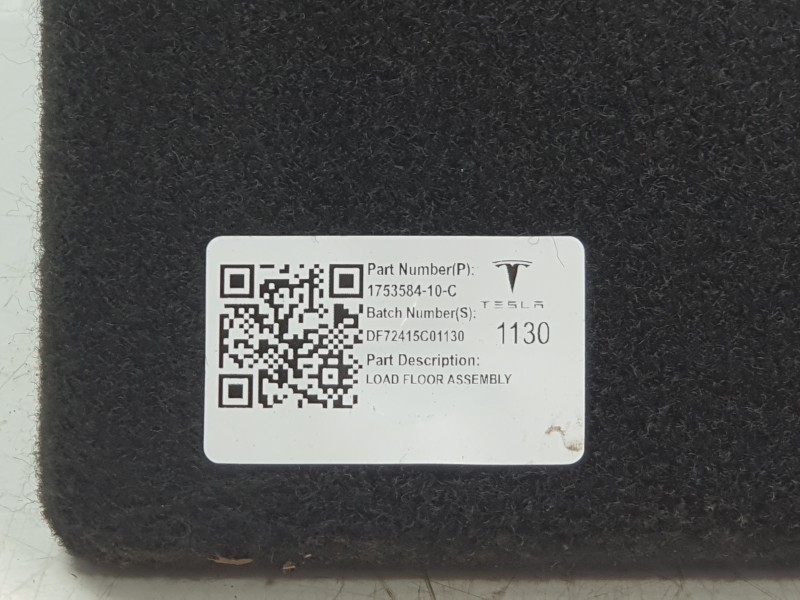 Part Number(P):
1753584-10-C
TESLA
Batch Number(S):
DF72415C01130
1130
Part Description:
LOAD FLOOR ASSEMBLY